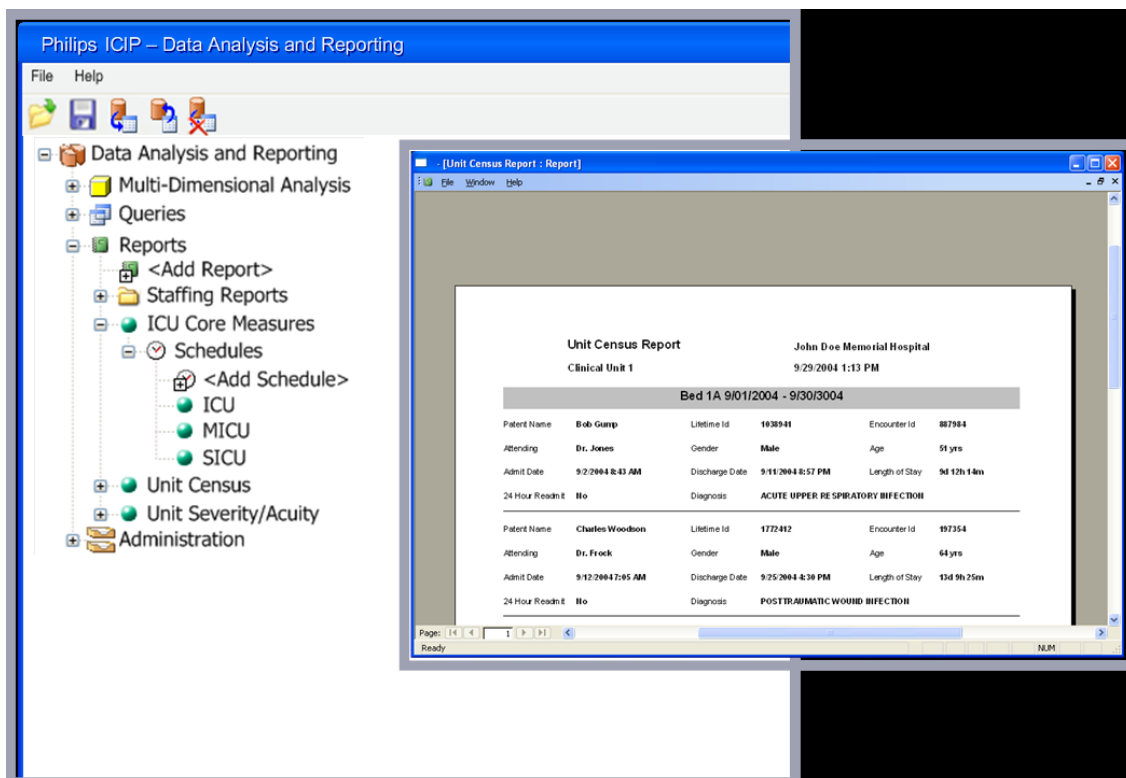 Philips ICIP – Data Analysis and Reporting
File Help
Data Analysis and Reporting
Multi-Dimensional Analysis
Queries
Reports
<Add Report>
Staffing Reports
ICU Core Measures
Schedules
<Add Schedule>
ICU
MICU
SICU
Unit Census
Unit Severity/Acuity
Administration
- [Unit Census Report : Report]
File Window Help
Unit Census Report John Doe Memorial Hospital
Clinical Unit 1 9/29/2004 1:13 PM
Bed 1A 9/01/2004 - 9/30/3004
Patent Name Bob Gump Lifetime Id 1038941 Encounter Id 887984
Attending Dr. Jones Gender Male Age 51 yrs
Admit Date 9/2/2004 8:43 AM Discharge Date 9/11/2004 8:57 PM Length of Stay 9d 12h 14m
24 Hour Readmit No Diagnosis ACUTE UPPER RESPIRATORY INFECTION
Patent Name Charles Woodson Lifetime Id 1772412 Encounter Id 197354
Attending Dr. Frock Gender Male Age 64 yrs
Admit Date 9/12/2004 7:05 AM Discharge Date 9/25/2004 4:30 PM Length of Stay 13d 9h 25m
24 Hour Readmit No Diagnosis POSTTRAUMATIC WOUND INFECTION
Page: 1
Ready NUM